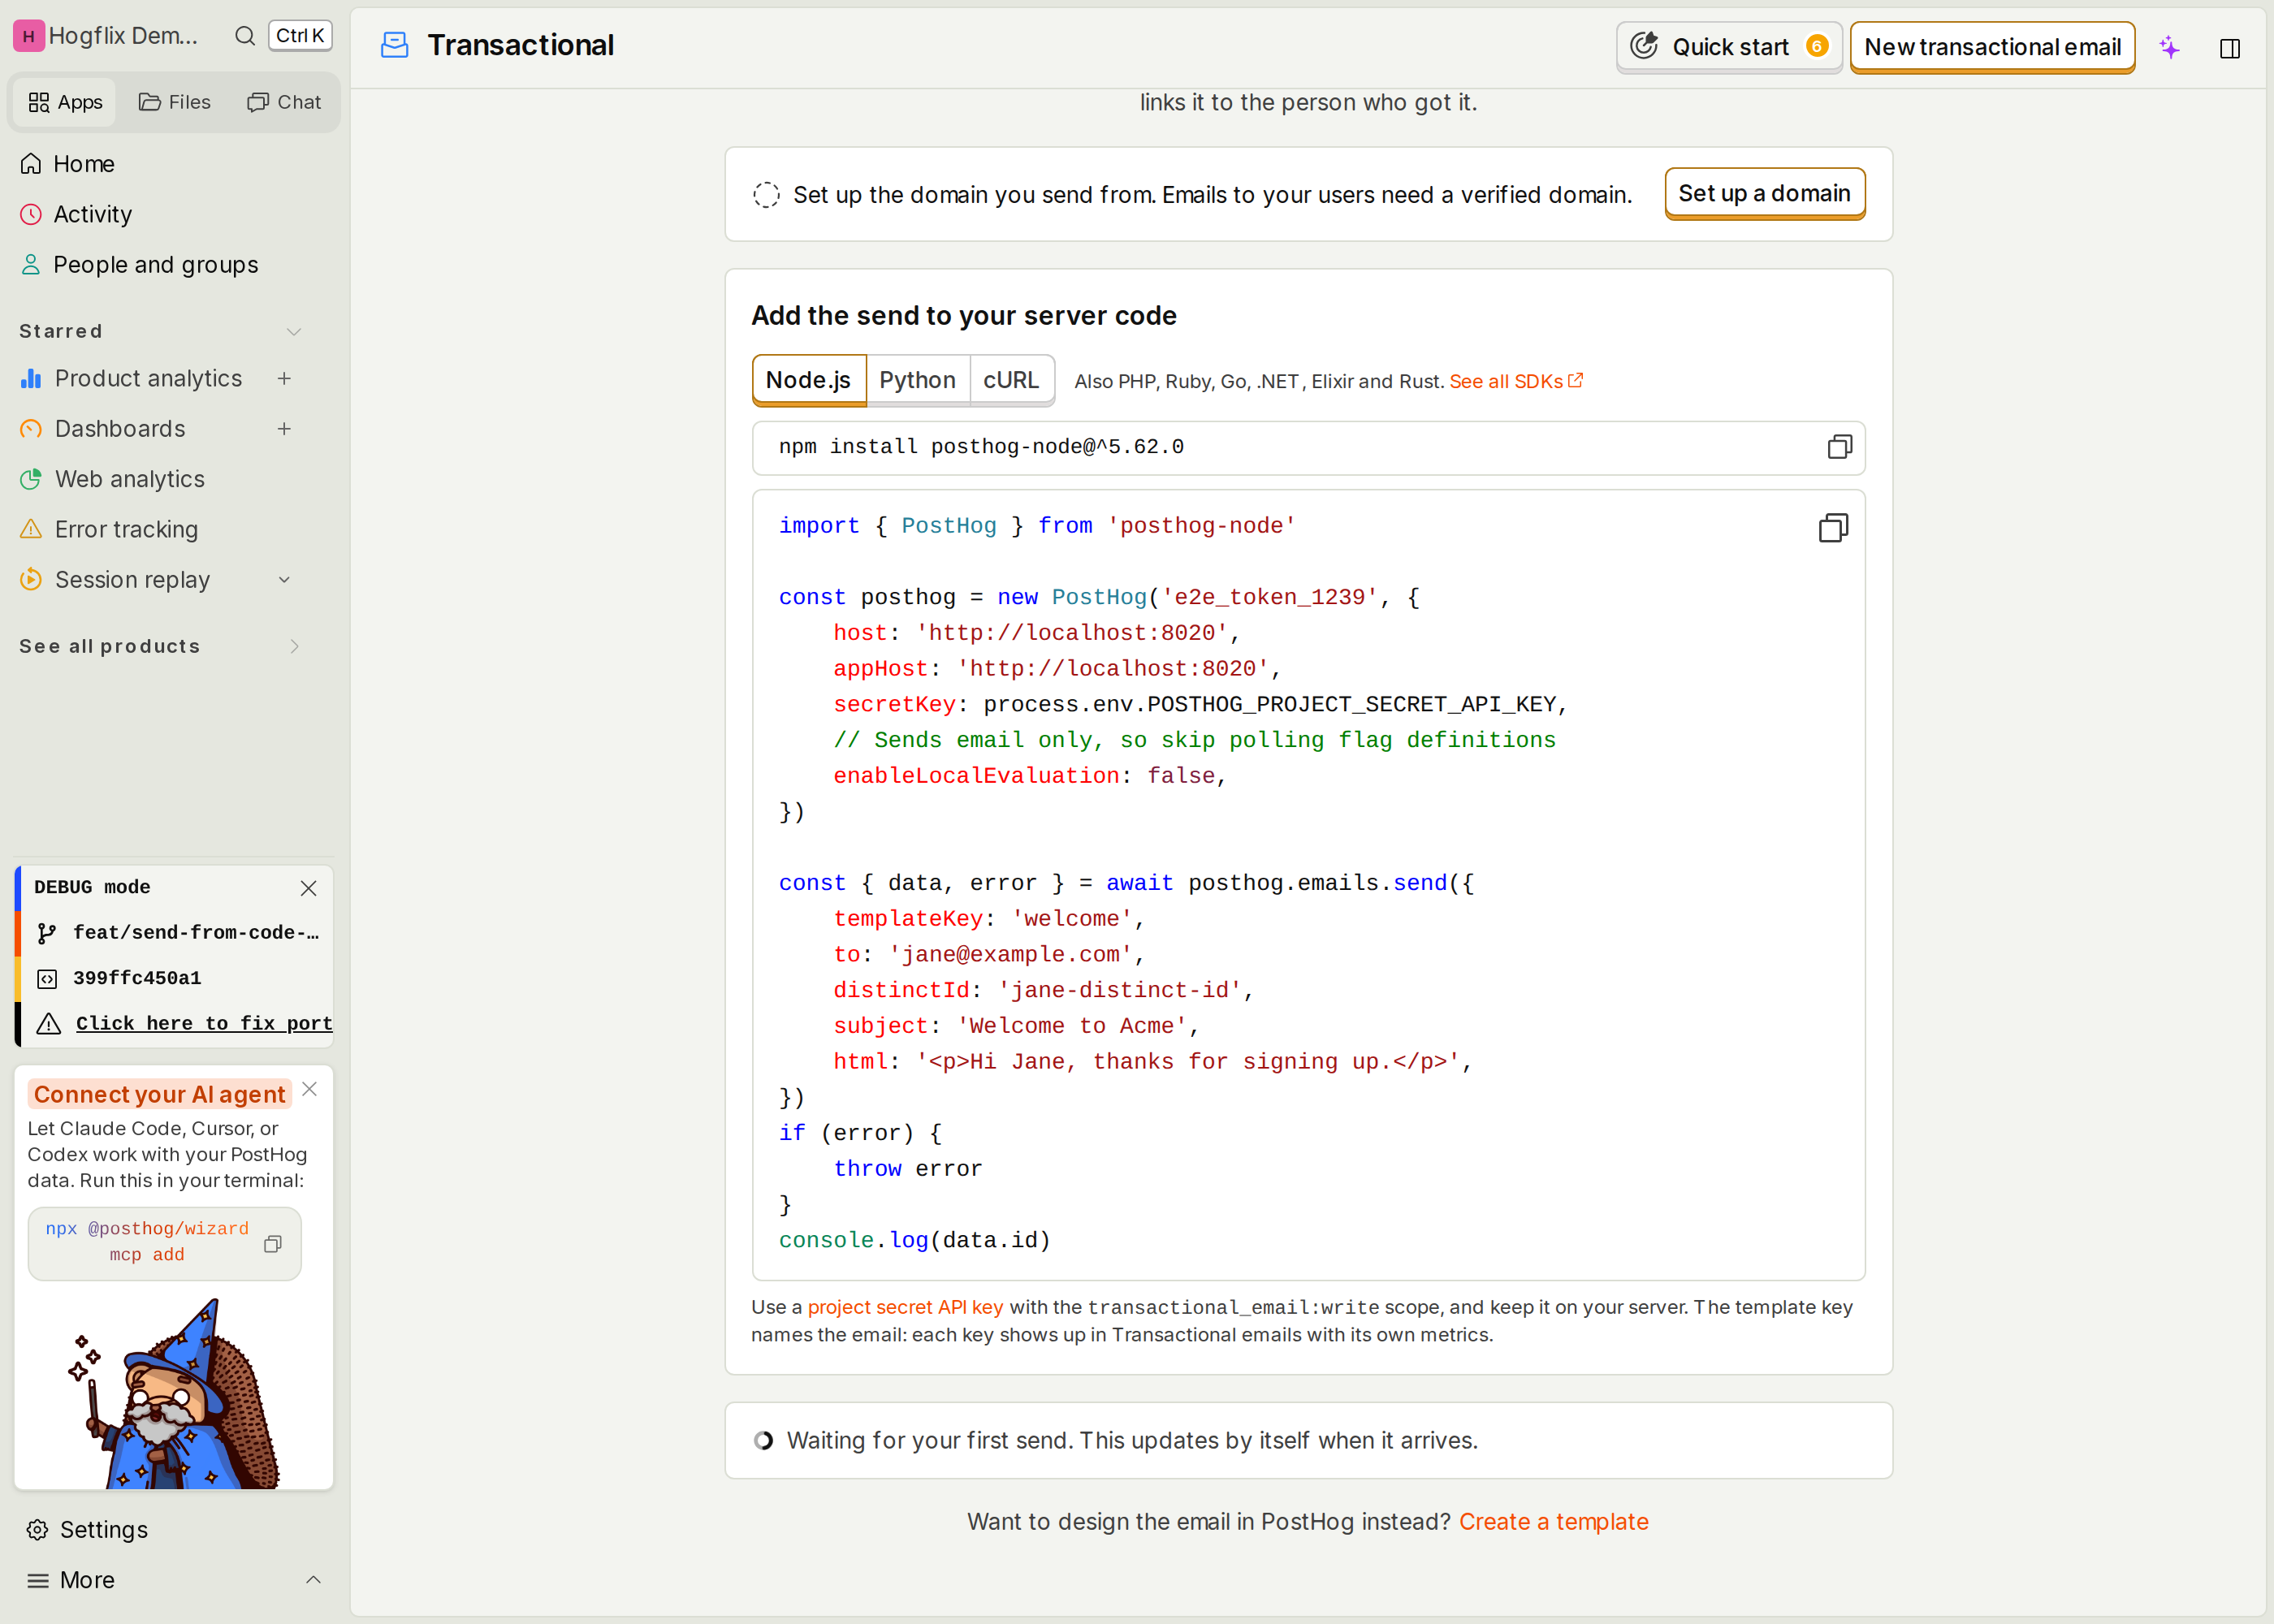 H Hogflix Dem... Ctrl K
Apps Files Chat
Home
Activity
People and groups
Starred
Product analytics
Dashboards
Web analytics
Error tracking
Session replay
See all products
DEBUG mode
feat/send-from-code-…
399ffc450a1
Click here to fix port
Connect your AI agent
Let Claude Code, Cursor, or
Codex work with your PostHog
data. Run this in your terminal:
npx @posthog/wizard
mcp add
Settings
More
Transactional
Quick start 6
New transactional email
links it to the person who got it.
Set up the domain you send from. Emails to your users need a verified domain.
Set up a domain
Add the send to your server code
Node.js Python cURL Also PHP, Ruby, Go, .NET, Elixir and Rust. See all SDKs
npm install posthog-node@^5.62.0
import { PostHog } from 'posthog-node'
const posthog = new PostHog('e2e_token_1239', {
host: 'http://localhost:8020',
appHost: 'http://localhost:8020',
secretKey: process.env.POSTHOG_PROJECT_SECRET_API_KEY,
// Sends email only, so skip polling flag definitions
enableLocalEvaluation: false,
})
const { data, error } = await posthog.emails.send({
templateKey: 'welcome',
to: 'jane@example.com',
distinctId: 'jane-distinct-id',
subject: 'Welcome to Acme',
html: '<p>Hi Jane, thanks for signing up.</p>',
})
if (error) {
throw error
}
console.log(data.id)
Use a project secret API key with the transactional_email:write scope, and keep it on your server. The template key
names the email: each key shows up in Transactional emails with its own metrics.
Waiting for your first send. This updates by itself when it arrives.
Want to design the email in PostHog instead? Create a template